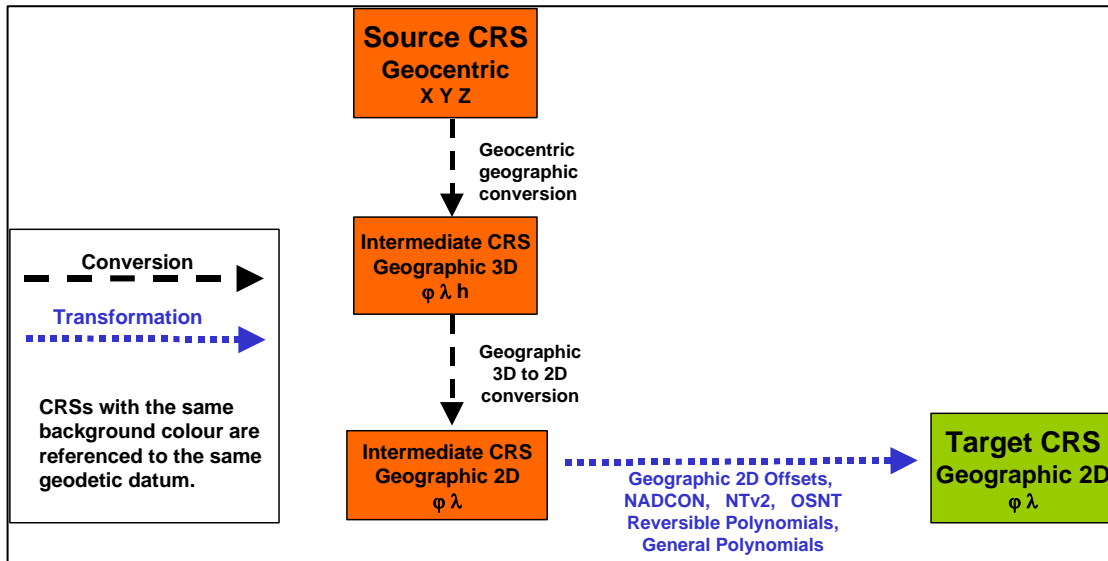 Source CRS
Geocentric
X Y Z
Geocentric
geographic
conversion
Intermediate CRS
Geographic 3D
φ λ h
Geographic
3D to 2D
conversion
Intermediate CRS
Geographic 2D
φ λ
Conversion
Transformation
CRSs with the same
background colour are
referenced to the same
geodetic datum.
Geographic 2D Offsets,
NADCON, NTv2, OSNT
Reversible Polynomials,
General Polynomials
Target CRS
Geographic 2D
φ λ